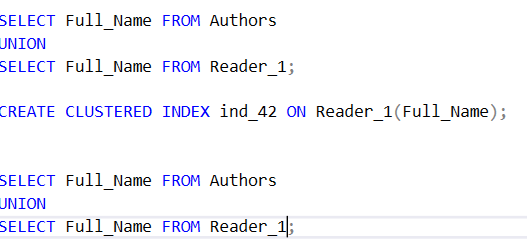 SELECT Full_Name FROM Authors
UNION
SELECT Full_Name FROM Reader_1;
CREATE CLUSTERED INDEX ind_42 ON Reader_1(Full_Name);
SELECT Full_Name FROM Authors
UNION
SELECT Full_Name FROM Reader_1;